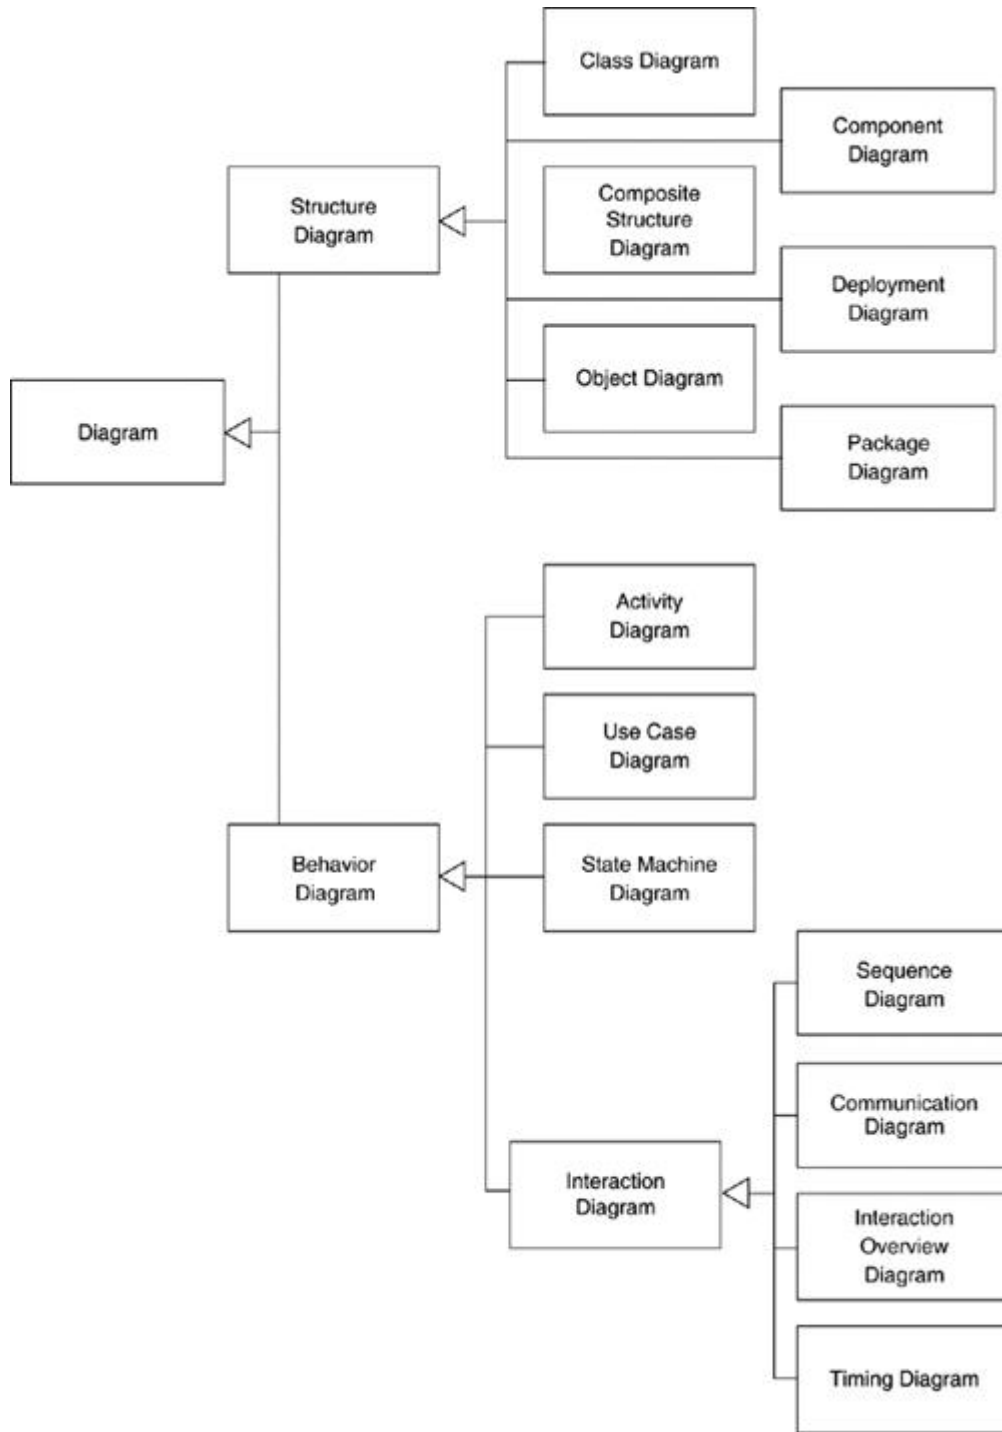 Class Diagram
Component
Diagram
Structure
Diagram
Composite
Structure
Diagram
Deployment
Diagram
Object Diagram
Diagram
Package
Diagram
Activity
Diagram
Use Case
Diagram
Behavior
Diagram
State Machine
Diagram
Sequence
Diagram
Communication
Diagram
Interaction
Diagram
Interaction
Overview
Diagram
Timing Diagram